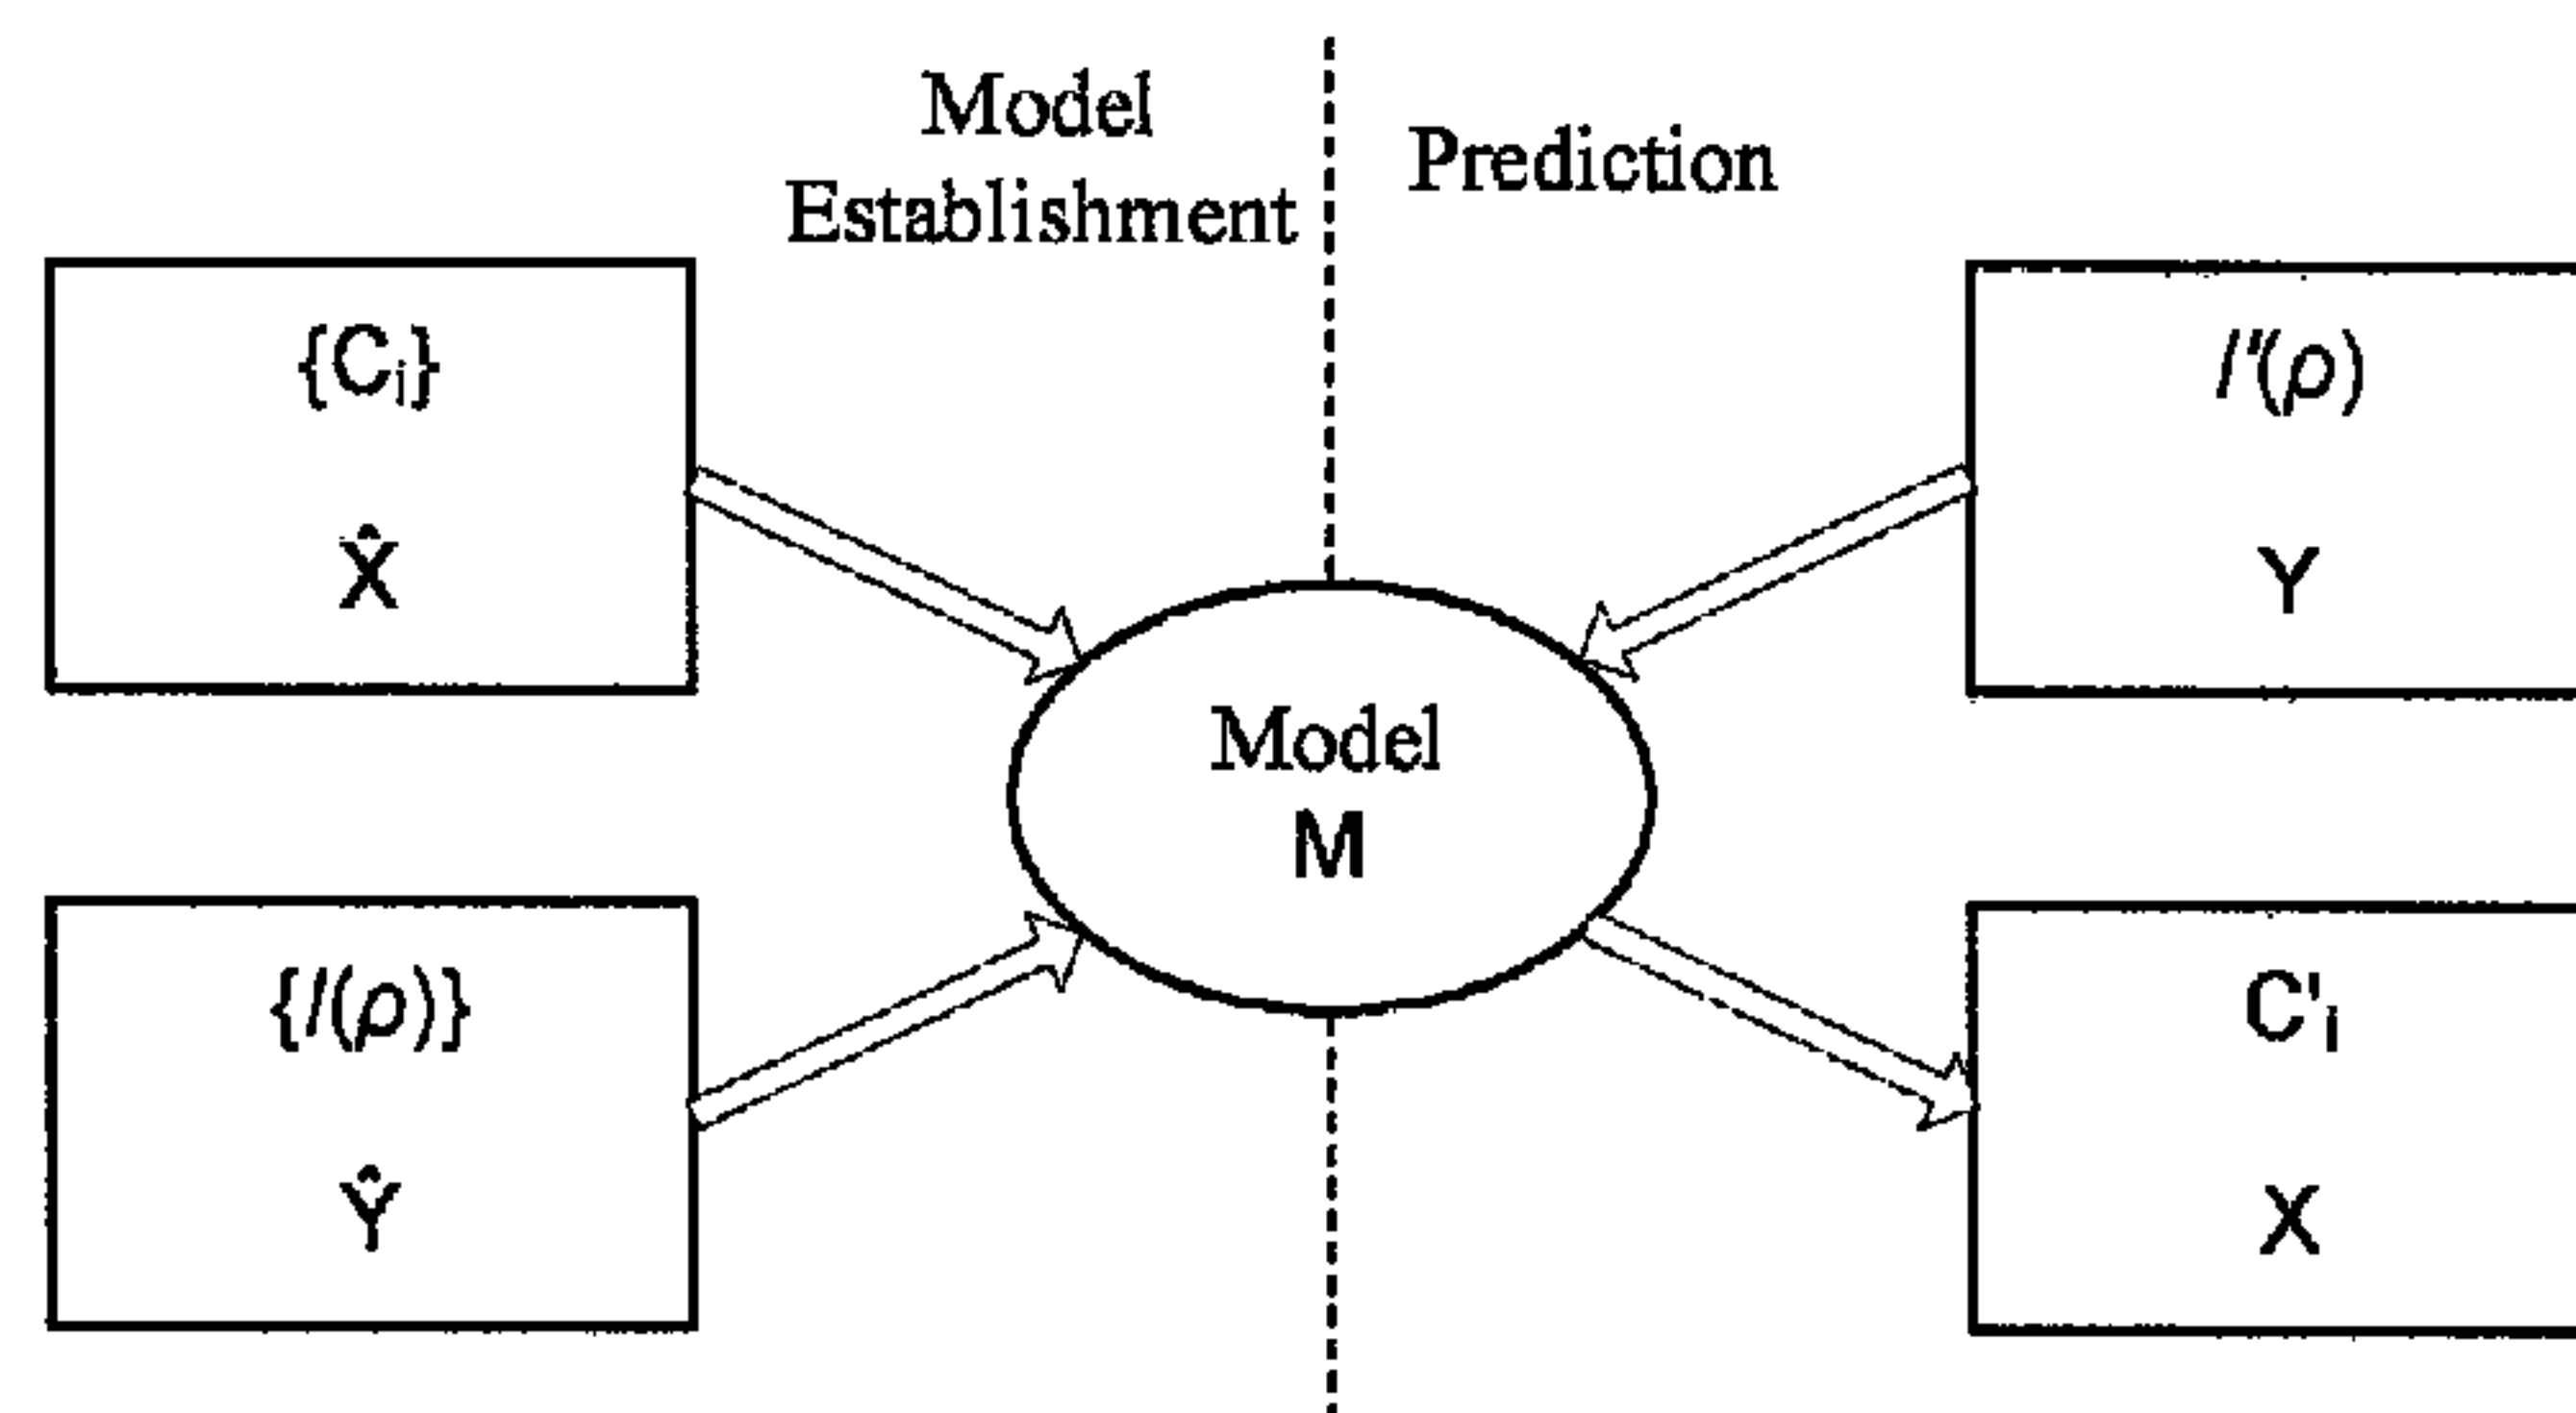 Model
Establishment
Prediction
{Cᵢ}
X̂
I'(ρ)
Y
Model
M
{I(ρ)}
Ŷ
C'ᵢ
X